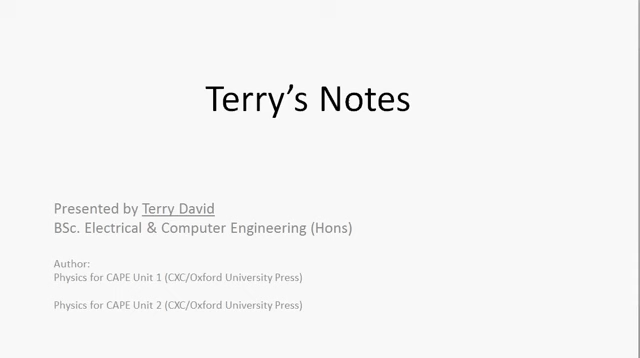 Terry’s Notes
Presented by Terry David
BSc. Electrical & Computer Engineering (Hons)
Author:
Physics for CAPE Unit 1 (CXC/Oxford University Press)
Physics for CAPE Unit 2 (CXC/Oxford University Press)